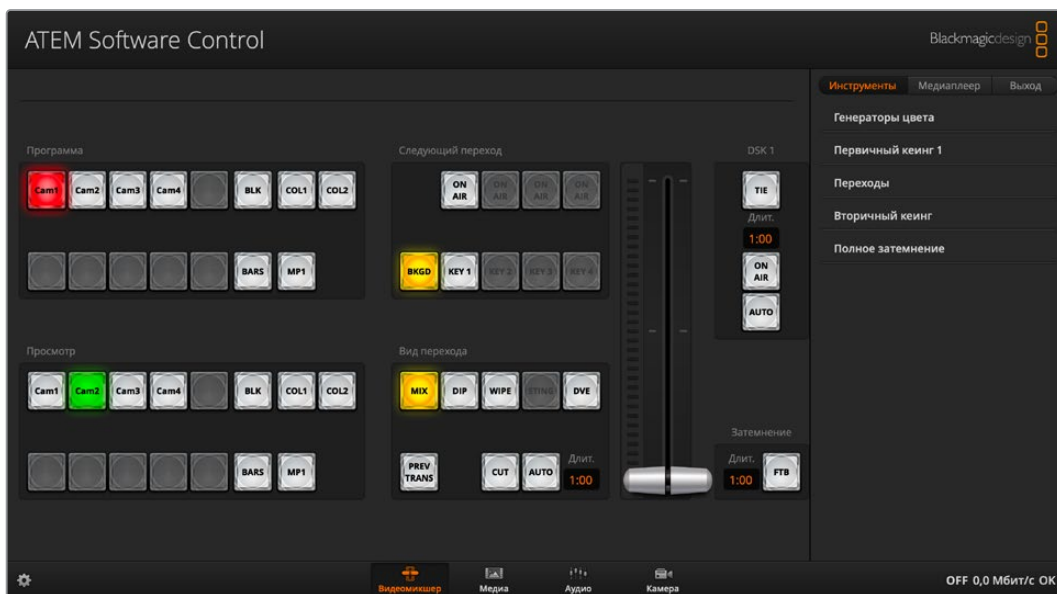 ATEM Software Control
Blackmagicdesign
Инструменты Медиаплеер Выход
Генераторы цвета
Первичный кеинг 1
Переходы
Вторичный кеинг
Полное затемнение
Программа
Cam1 Cam2 Cam3 Cam4 BLK COL1 COL2
BARS MP1
Следующий переход
ON AIR ON AIR ON AIR ON AIR
BKGD KEY 1 KEY 2 KEY 3 KEY 4
DSK 1
TIE
Длит.
1:00
ON AIR
AUTO
Просмотр
Cam1 Cam2 Cam3 Cam4 BLK COL1 COL2
BARS MP1
Вид перехода
MIX DIP WIPE STING DVE
PREV TRANS CUT AUTO Длит. 1:00
Затемнение
Длит.
1:00 FTB
Видеомикшер Медиа Аудио Камера
OFF 0,0 Мбит/с OK